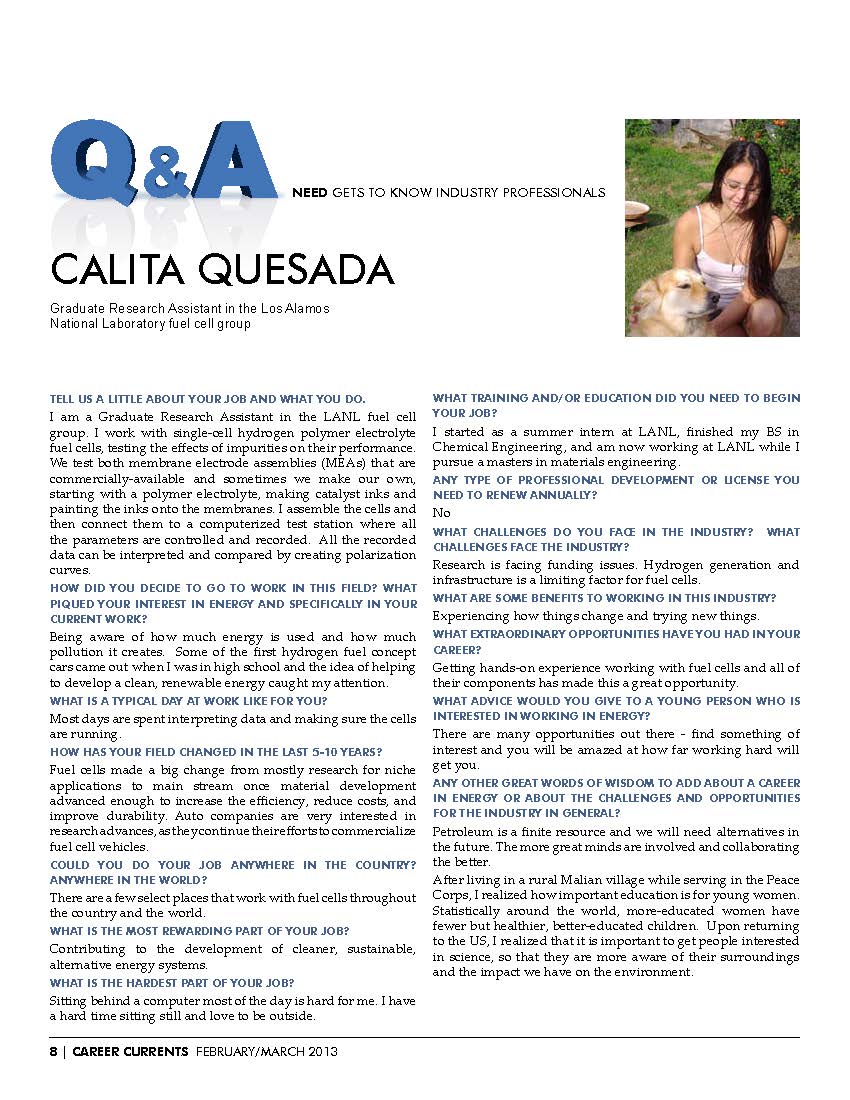 Q&A
NEED GETS TO KNOW INDUSTRY PROFESSIONALS
CALITA QUESADA
Graduate Research Assistant in the Los Alamos
National Laboratory fuel cell group
TELL US A LITTLE ABOUT YOUR JOB AND WHAT YOU DO.
I am a Graduate Research Assistant in the LANL fuel cell
group. I work with single-cell hydrogen polymer electrolyte
fuel cells, testing the effects of impurities on their performance.
We test both membrane electrode assemblies (MEAs) that are
commercially-available and sometimes we make our own,
starting with a polymer electrolyte, making catalyst inks and
painting the inks onto the membranes. I assemble the cells and
then connect them to a computerized test station where all
the parameters are controlled and recorded. All the recorded
data can be interpreted and compared by creating polarization
curves.
HOW DID YOU DECIDE TO GO TO WORK IN THIS FIELD? WHAT
PIQUED YOUR INTEREST IN ENERGY AND SPECIFICALLY IN YOUR
CURRENT WORK?
Being aware of how much energy is used and how much
pollution it creates. Some of the first hydrogen fuel concept
cars came out when I was in high school and the idea of helping
to develop a clean, renewable energy caught my attention.
WHAT IS A TYPICAL DAY AT WORK LIKE FOR YOU?
Most days are spent interpreting data and making sure the cells
are running.
HOW HAS YOUR FIELD CHANGED IN THE LAST 5-10 YEARS?
Fuel cells made a big change from mostly research for niche
applications to main stream once material development
advanced enough to increase the efficiency, reduce costs, and
improve durability. Auto companies are very interested in
research advances, as they continue their efforts to commercialize
fuel cell vehicles.
COULD YOU DO YOUR JOB ANYWHERE IN THE COUNTRY?
ANYWHERE IN THE WORLD?
There are a few select places that work with fuel cells throughout
the country and the world.
WHAT IS THE MOST REWARDING PART OF YOUR JOB?
Contributing to the development of cleaner, sustainable,
alternative energy systems.
WHAT IS THE HARDEST PART OF YOUR JOB?
Sitting behind a computer most of the day is hard for me. I have
a hard time sitting still and love to be outside.
WHAT TRAINING AND/OR EDUCATION DID YOU NEED TO BEGIN
YOUR JOB?
I started as a summer intern at LANL, finished my BS in
Chemical Engineering, and am now working at LANL while I
pursue a masters in materials engineering.
ANY TYPE OF PROFESSIONAL DEVELOPMENT OR LICENSE YOU
NEED TO RENEW ANNUALLY?
No
WHAT CHALLENGES DO YOU FACE IN THE INDUSTRY? WHAT
CHALLENGES FACE THE INDUSTRY?
Research is facing funding issues. Hydrogen generation and
infrastructure is a limiting factor for fuel cells.
WHAT ARE SOME BENEFITS TO WORKING IN THIS INDUSTRY?
Experiencing how things change and trying new things.
WHAT EXTRAORDINARY OPPORTUNITIES HAVE YOU HAD IN YOUR
CAREER?
Getting hands-on experience working with fuel cells and all of
their components has made this a great opportunity.
WHAT ADVICE WOULD YOU GIVE TO A YOUNG PERSON WHO IS
INTERESTED IN WORKING IN ENERGY?
There are many opportunities out there - find something of
interest and you will be amazed at how far working hard will
get you.
ANY OTHER GREAT WORDS OF WISDOM TO ADD ABOUT A CAREER
IN ENERGY OR ABOUT THE CHALLENGES AND OPPORTUNITIES
FOR THE INDUSTRY IN GENERAL?
Petroleum is a finite resource and we will need alternatives in
the future. The more great minds are involved and collaborating
the better.
After living in a rural Malian village while serving in the Peace
Corps, I realized how important education is for young women.
Statistically around the world, more-educated women have
fewer but healthier, better-educated children. Upon returning
to the US, I realized that it is important to get people interested
in science, so that they are more aware of their surroundings
and the impact we have on the environment.
8 | CAREER CURRENTS FEBRUARY/MARCH 2013